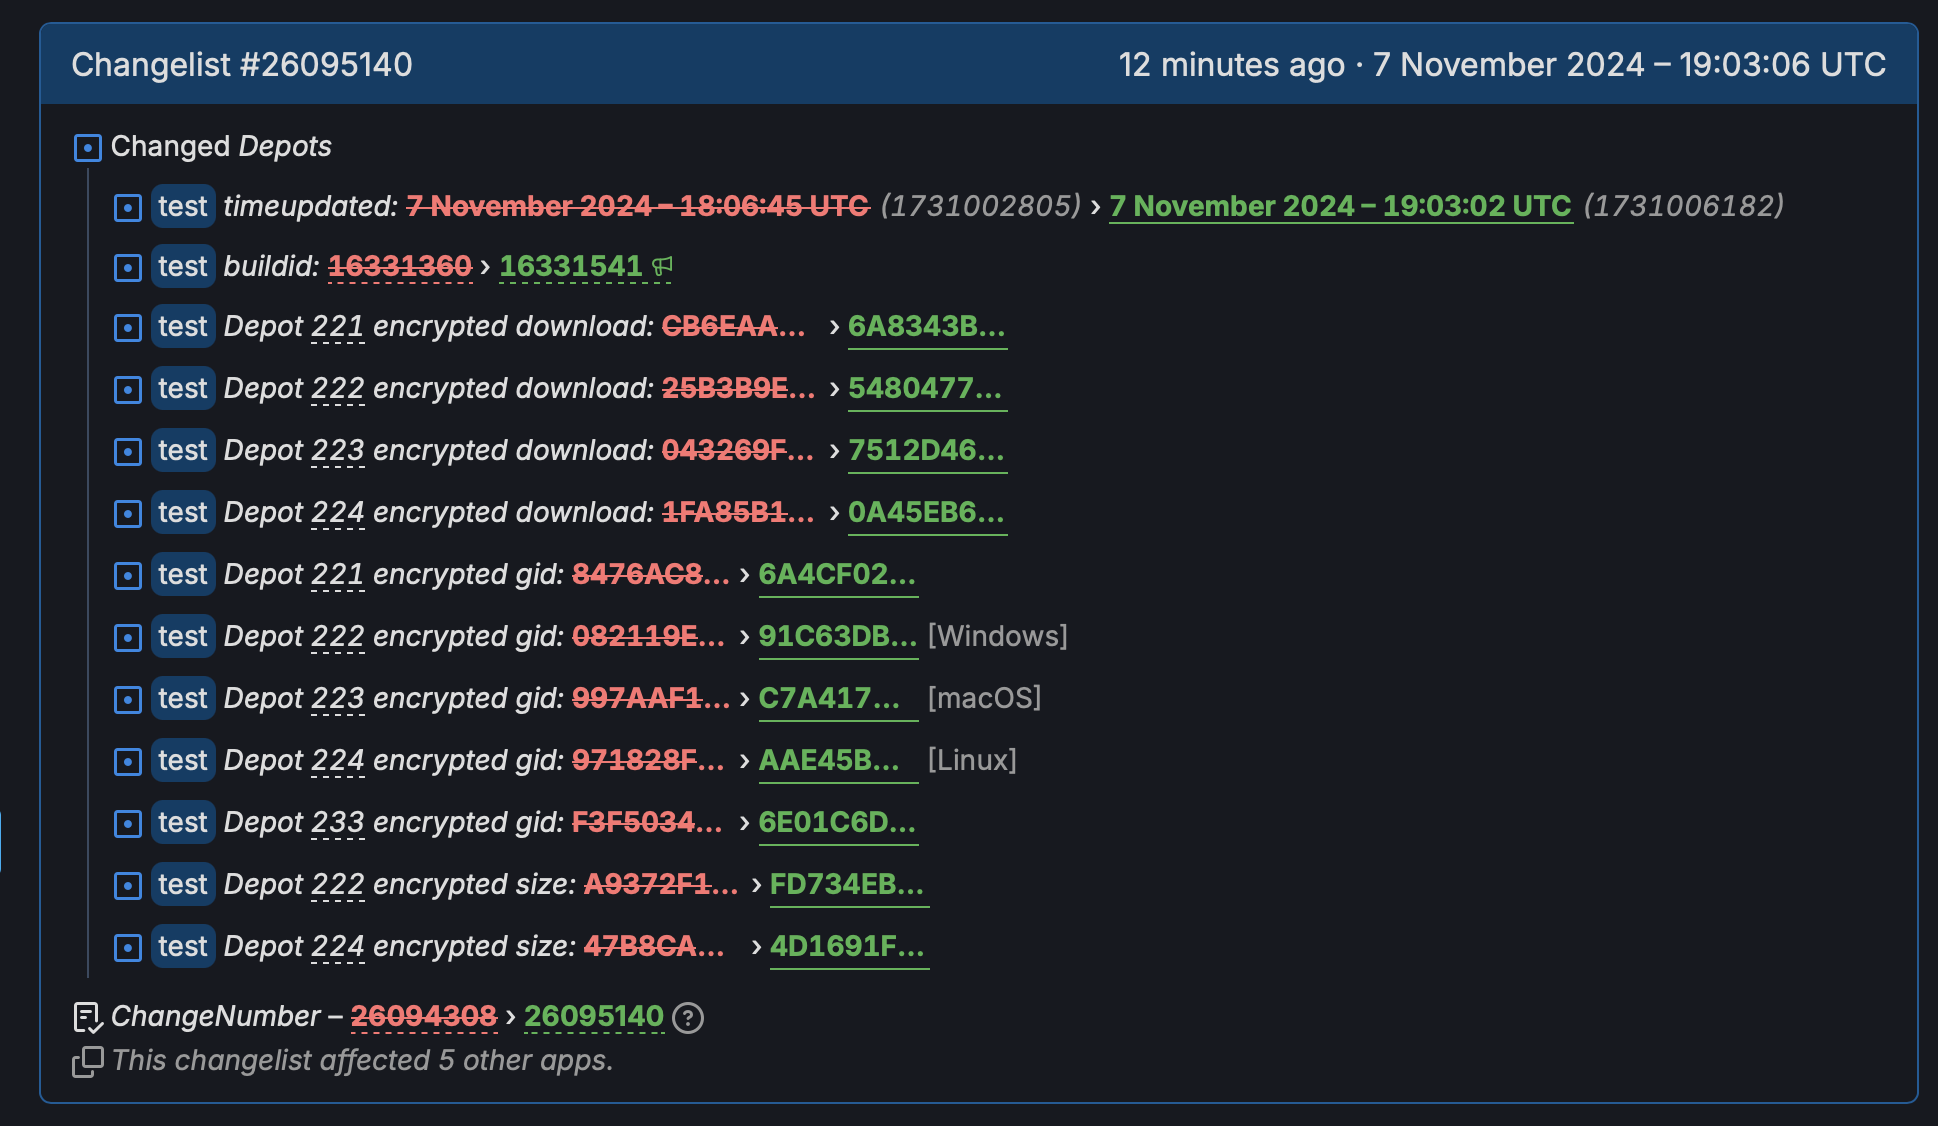 Changelist #26095140 12 minutes ago · 7 November 2024 – 19:03:06 UTC
Changed Depots
test timeupdated: 7 November 2024 – 18:06:45 UTC (1731002805) › 7 November 2024 – 19:03:02 UTC (1731006182)
test buildid: 16331360 › 16331541
test Depot 221 encrypted download: CB6EAA... › 6A8343B...
test Depot 222 encrypted download: 25B3B9E... › 5480477...
test Depot 223 encrypted download: 043269F... › 7512D46...
test Depot 224 encrypted download: 1FA85B1... › 0A45EB6...
test Depot 221 encrypted gid: 8476AC8... › 6A4CF02...
test Depot 222 encrypted gid: 082119E... › 91C63DB... [Windows]
test Depot 223 encrypted gid: 997AAF1... › C7A417... [macOS]
test Depot 224 encrypted gid: 971828F... › AAE45B... [Linux]
test Depot 233 encrypted gid: F3F5034... › 6E01C6D...
test Depot 222 encrypted size: A9372F1... › FD734EB...
test Depot 224 encrypted size: 47B8CA... › 4D1691F...
ChangeNumber – 26094308 › 26095140 ?
This changelist affected 5 other apps.